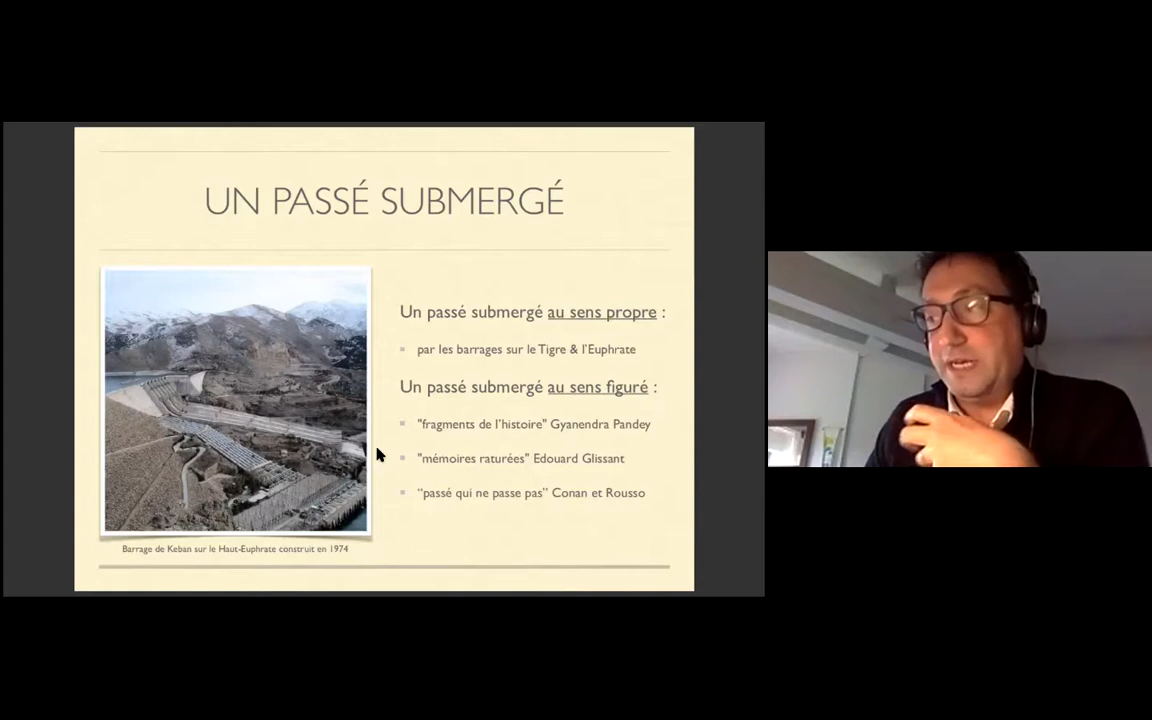 UN PASSÉ SUBMERGÉ
Un passé submergé au sens propre :
par les barrages sur le Tigre & l'Euphrate
Un passé submergé au sens figuré :
"fragments de l'histoire" Gyanendra Pandey
"mémoires raturées" Edouard Glissant
“passé qui ne passe pas” Conan et Rousso
Barrage de Keban sur le Haut-Euphrate construit en 1974